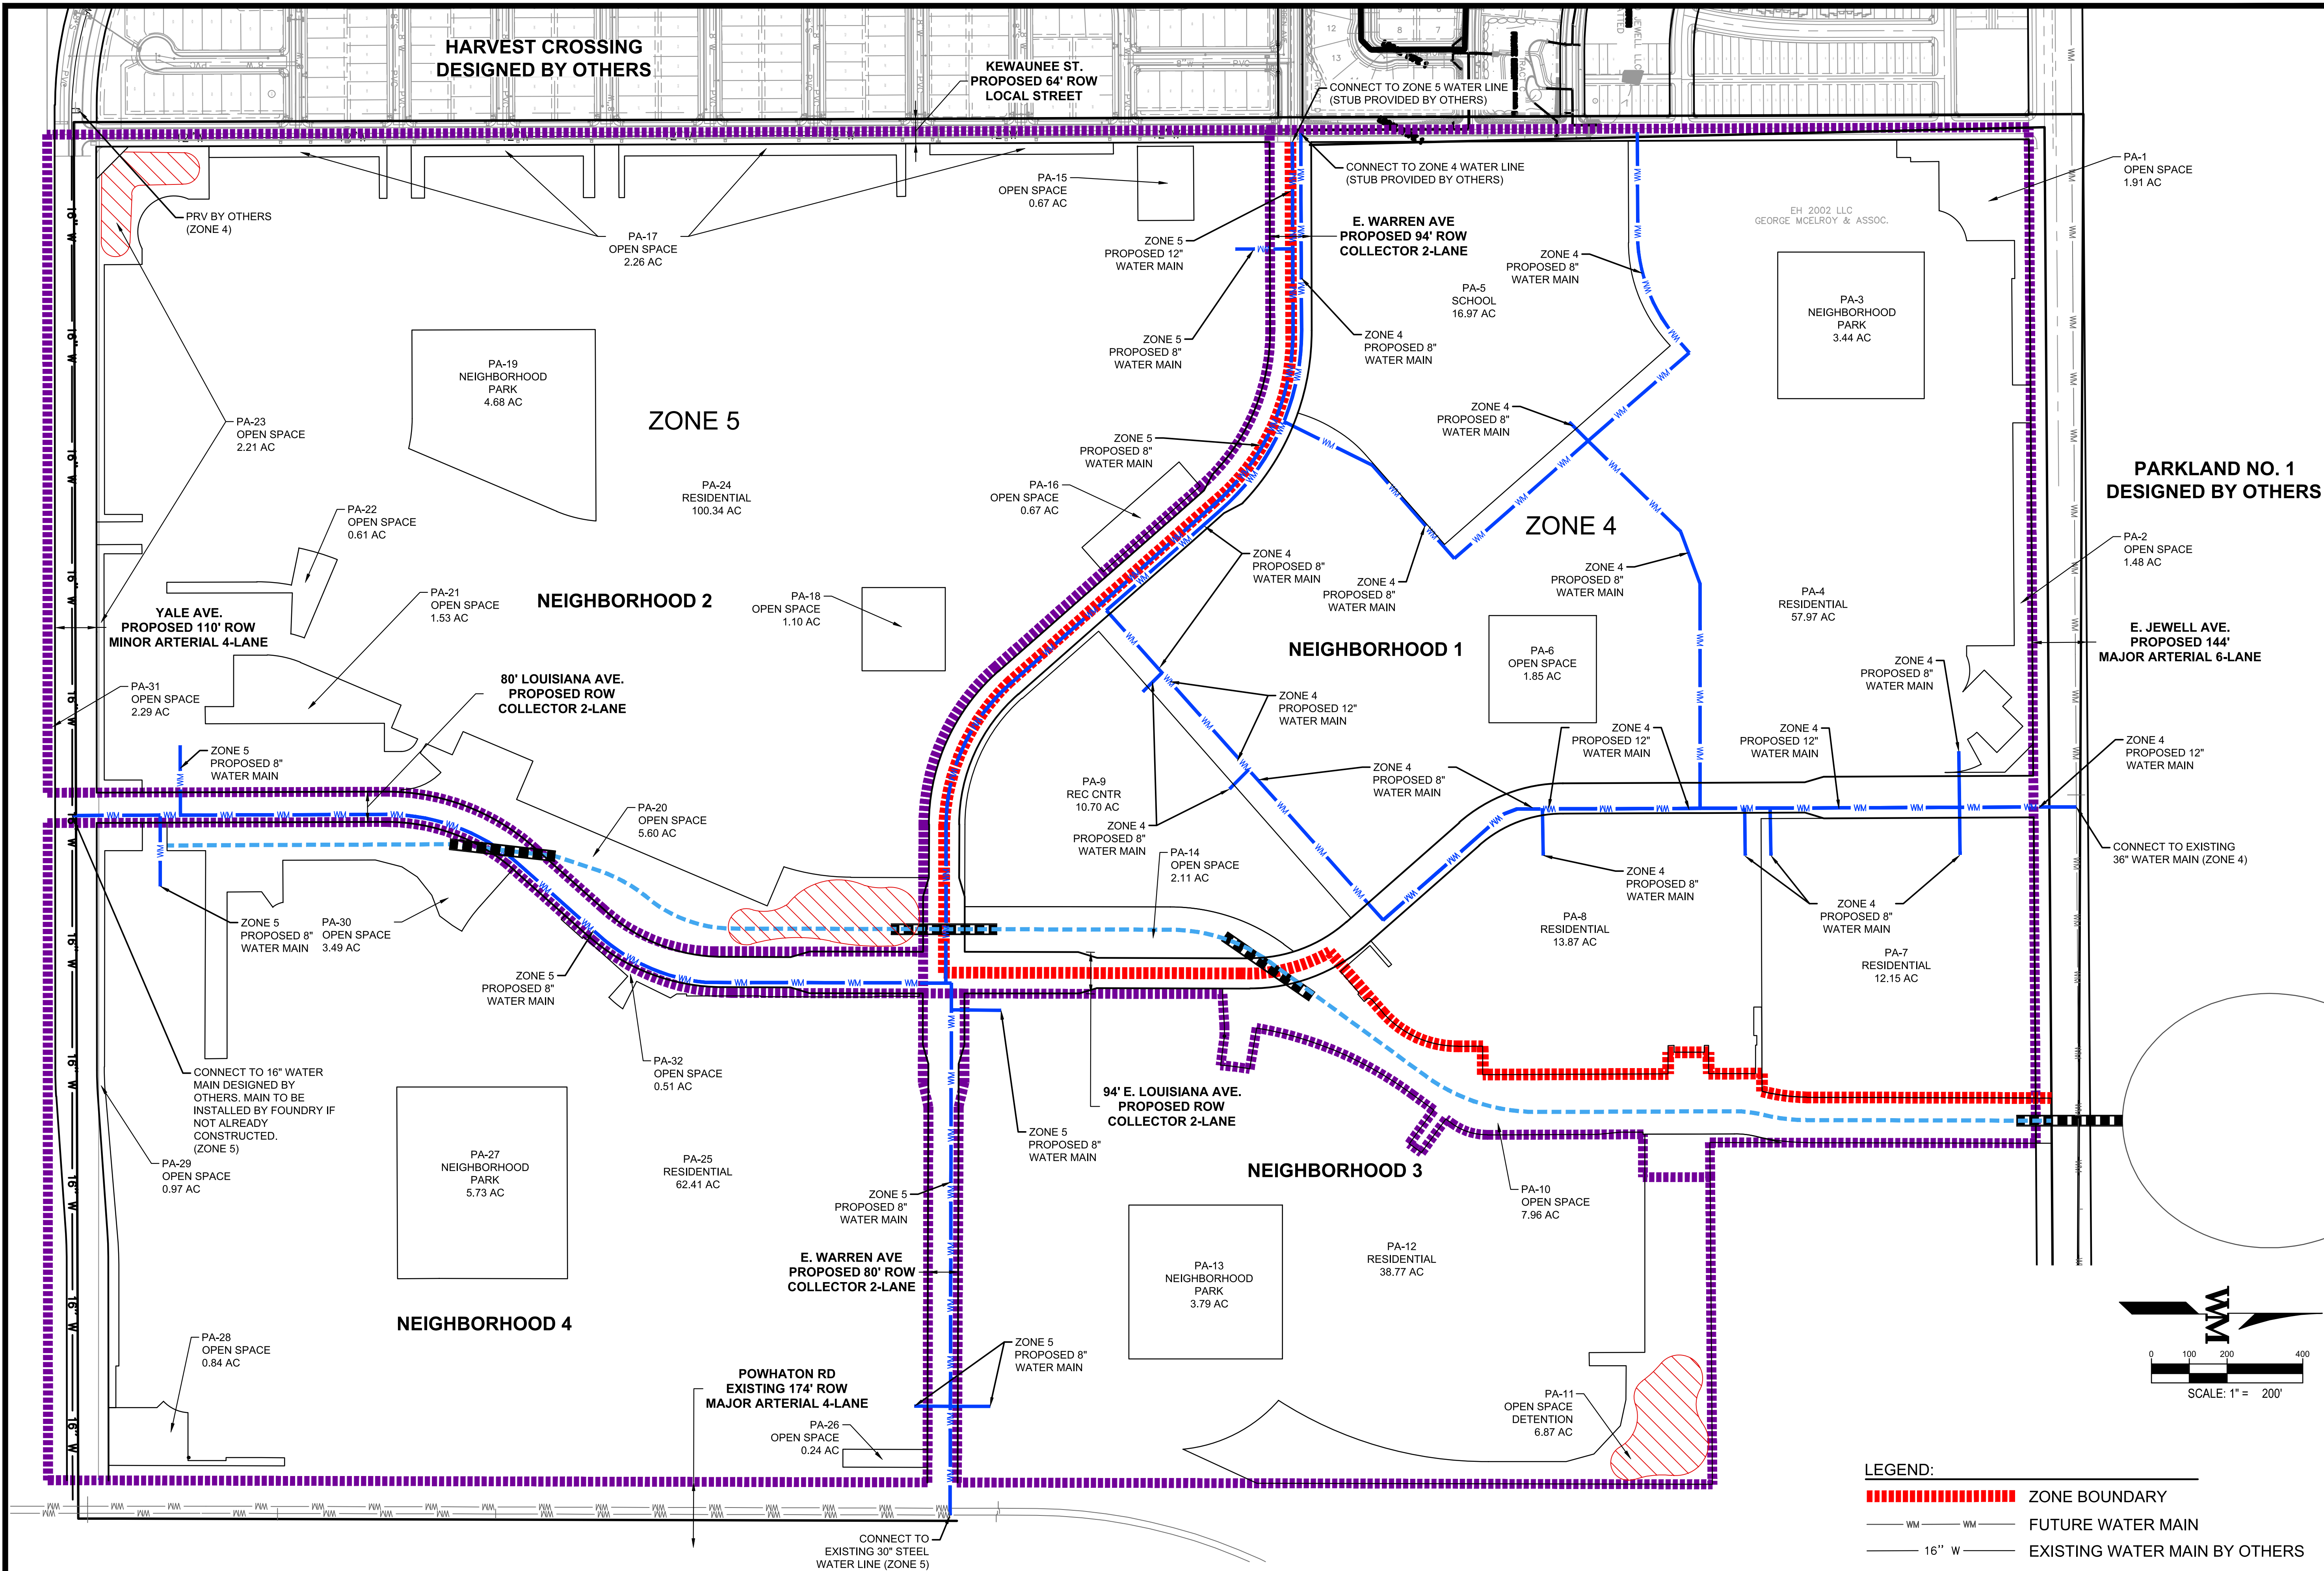 HARVEST CROSSING
DESIGNED BY OTHERS
KEWAUNEE ST.
PROPOSED 64' ROW
LOCAL STREET
CONNECT TO ZONE 5 WATER LINE
(STUB PROVIDED BY OTHERS)
CONNECT TO ZONE 4 WATER LINE
(STUB PROVIDED BY OTHERS)
12
8
7
13
PA-1
OPEN SPACE
1.91 AC
PRV BY OTHERS
(ZONE 4)
PA-17
OPEN SPACE
2.26 AC
PA-15
OPEN SPACE
0.67 AC
E. WARREN AVE
PROPOSED 94' ROW
COLLECTOR 2-LANE
EH 2002 LLC
GEORGE MCELROY & ASSOC.
ZONE 5
PROPOSED 12"
WATER MAIN
ZONE 4
PROPOSED 8"
WATER MAIN
PA-5
SCHOOL
16.97 AC
PA-3
NEIGHBORHOOD
PARK
3.44 AC
ZONE 5
PROPOSED 8"
WATER MAIN
ZONE 4
PROPOSED 8"
WATER MAIN
PA-19
NEIGHBORHOOD
PARK
4.68 AC
ZONE 5
PA-23
OPEN SPACE
2.21 AC
ZONE 4
PROPOSED 8"
WATER MAIN
ZONE 5
PROPOSED 8"
WATER MAIN
PARKLAND NO. 1
DESIGNED BY OTHERS
PA-24
RESIDENTIAL
100.34 AC
PA-16
OPEN SPACE
0.67 AC
PA-22
OPEN SPACE
0.61 AC
ZONE 4
PA-2
OPEN SPACE
1.48 AC
ZONE 4
PROPOSED 8"
WATER MAIN
ZONE 4
PROPOSED 8"
WATER MAIN
ZONE 4
PROPOSED 8"
WATER MAIN
PA-4
RESIDENTIAL
57.97 AC
YALE AVE.
PROPOSED 110' ROW
MINOR ARTERIAL 4-LANE
PA-21
OPEN SPACE
1.53 AC
NEIGHBORHOOD 2
PA-18
OPEN SPACE
1.10 AC
NEIGHBORHOOD 1
PA-6
OPEN SPACE
1.85 AC
E. JEWELL AVE.
PROPOSED 144'
MAJOR ARTERIAL 6-LANE
ZONE 4
PROPOSED 8"
WATER MAIN
PA-31
OPEN SPACE
2.29 AC
80' LOUISIANA AVE.
PROPOSED ROW
COLLECTOR 2-LANE
ZONE 4
PROPOSED 12"
WATER MAIN
ZONE 5
PROPOSED 8"
WATER MAIN
ZONE 4
PROPOSED 12"
WATER MAIN
ZONE 4
PROPOSED 12"
WATER MAIN
ZONE 4
PROPOSED 12"
WATER MAIN
PA-9
REC CNTR
10.70 AC
ZONE 4
PROPOSED 8"
WATER MAIN
PA-20
OPEN SPACE
5.60 AC
ZONE 4
PROPOSED 8"
WATER MAIN
PA-14
OPEN SPACE
2.11 AC
CONNECT TO EXISTING
36" WATER MAIN (ZONE 4)
ZONE 4
PROPOSED 8"
WATER MAIN
ZONE 4
PROPOSED 8"
WATER MAIN
ZONE 5
PROPOSED 8"
WATER MAIN
PA-30
OPEN SPACE
3.49 AC
PA-8
RESIDENTIAL
13.87 AC
PA-7
RESIDENTIAL
12.15 AC
ZONE 5
PROPOSED 8"
WATER MAIN
PA-32
OPEN SPACE
0.51 AC
CONNECT TO 16" WATER
MAIN DESIGNED BY
OTHERS. MAIN TO BE
INSTALLED BY FOUNDRY IF
NOT ALREADY
CONSTRUCTED.
(ZONE 5)
94' E. LOUISIANA AVE.
PROPOSED ROW
COLLECTOR 2-LANE
ZONE 5
PROPOSED 8"
WATER MAIN
PA-29
OPEN SPACE
0.97 AC
PA-27
NEIGHBORHOOD
PARK
5.73 AC
PA-25
RESIDENTIAL
62.41 AC
NEIGHBORHOOD 3
ZONE 5
PROPOSED 8"
WATER MAIN
PA-10
OPEN SPACE
7.96 AC
E. WARREN AVE
PROPOSED 80' ROW
COLLECTOR 2-LANE
PA-13
NEIGHBORHOOD
PARK
3.79 AC
PA-12
RESIDENTIAL
38.77 AC
NEIGHBORHOOD 4
PA-28
OPEN SPACE
0.84 AC
ZONE 5
PROPOSED 8"
WATER MAIN
POWHATON RD
EXISTING 174' ROW
MAJOR ARTERIAL 4-LANE
PA-26
OPEN SPACE
0.24 AC
PA-11
OPEN SPACE
DETENTION
6.87 AC
WM
0 100 200 400
SCALE: 1" = 200'
CONNECT TO
EXISTING 30" STEEL
WATER LINE (ZONE 5)
LEGEND:
ZONE BOUNDARY
WM WM FUTURE WATER MAIN
16" W EXISTING WATER MAIN BY OTHERS